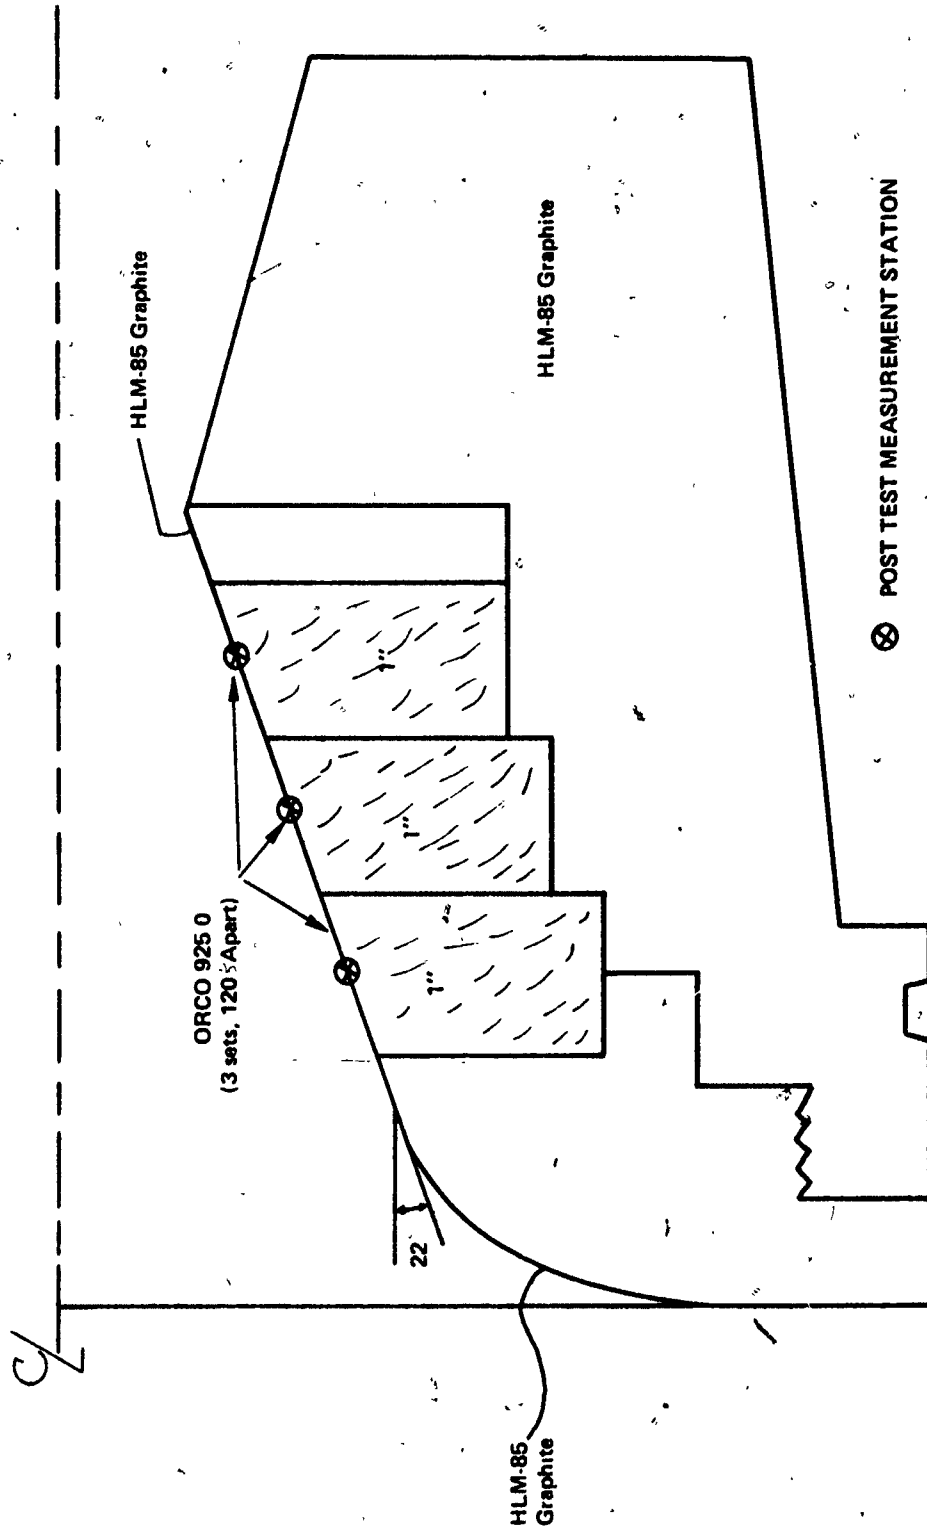 C/L
HLM-85 Graphite
HLM-85 Graphite
ORCO 925 0
(3 sets, 120 Apart)
1"
1"
1"
22
HLM-85
Graphite
⊗ POST TEST MEASUREMENT STATION